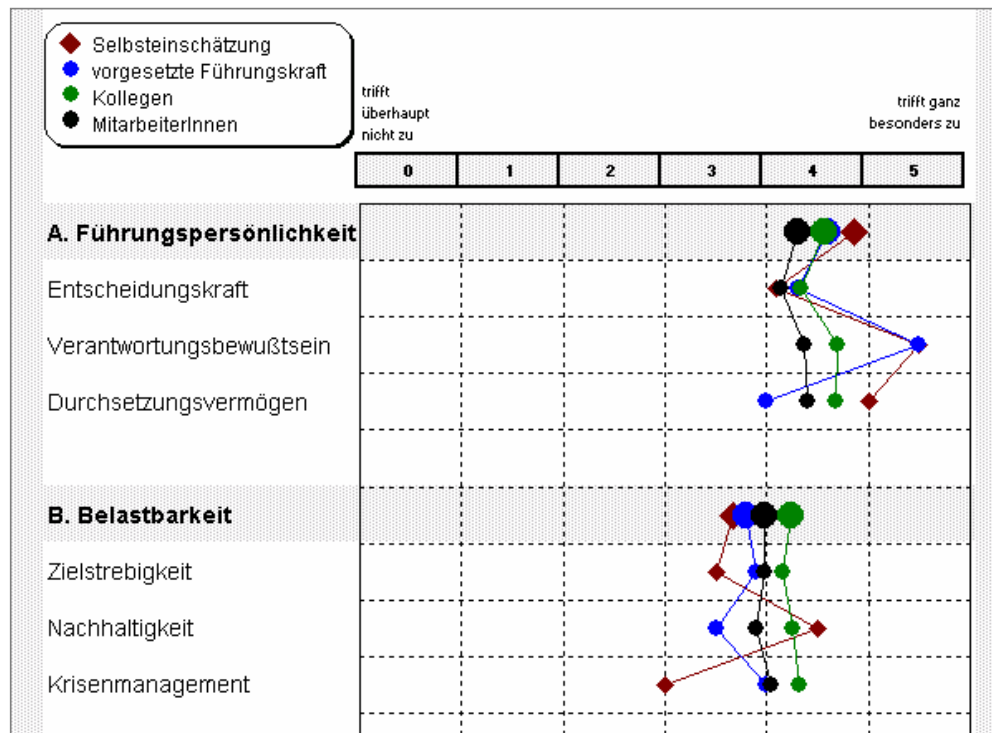 Selbsteinschätzung
vorgesetzte Führungskraft
Kollegen
MitarbeiterInnen
trifft
überhaupt
nicht zu
trifft ganz
besonders zu
0 1 2 3 4 5
A. Führungspersönlichkeit
Entscheidungskraft
Verantwortungsbewußtsein
Durchsetzungsvermögen
B. Belastbarkeit
Zielstrebigkeit
Nachhaltigkeit
Krisenmanagement